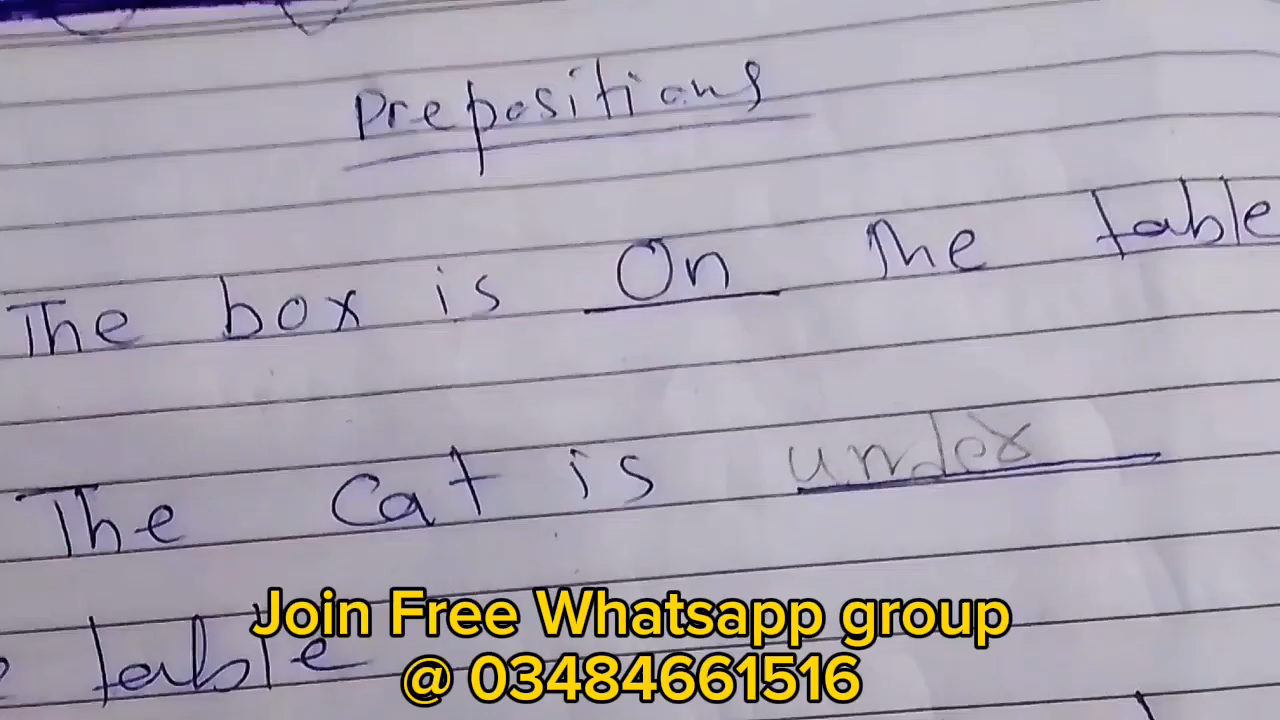 Prepositions
The box is On The table
The Cat is under
table
Join Free Whatsapp group
@ 03484661516